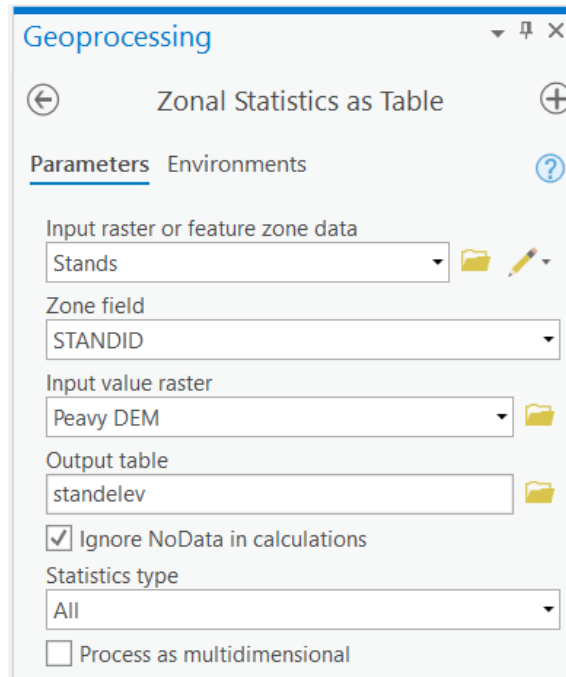 Geoprocessing
Zonal Statistics as Table
Parameters Environments
Input raster or feature zone data
Stands
Zone field
STANDID
Input value raster
Peavy DEM
Output table
standelev
Ignore NoData in calculations
Statistics type
All
Process as multidimensional